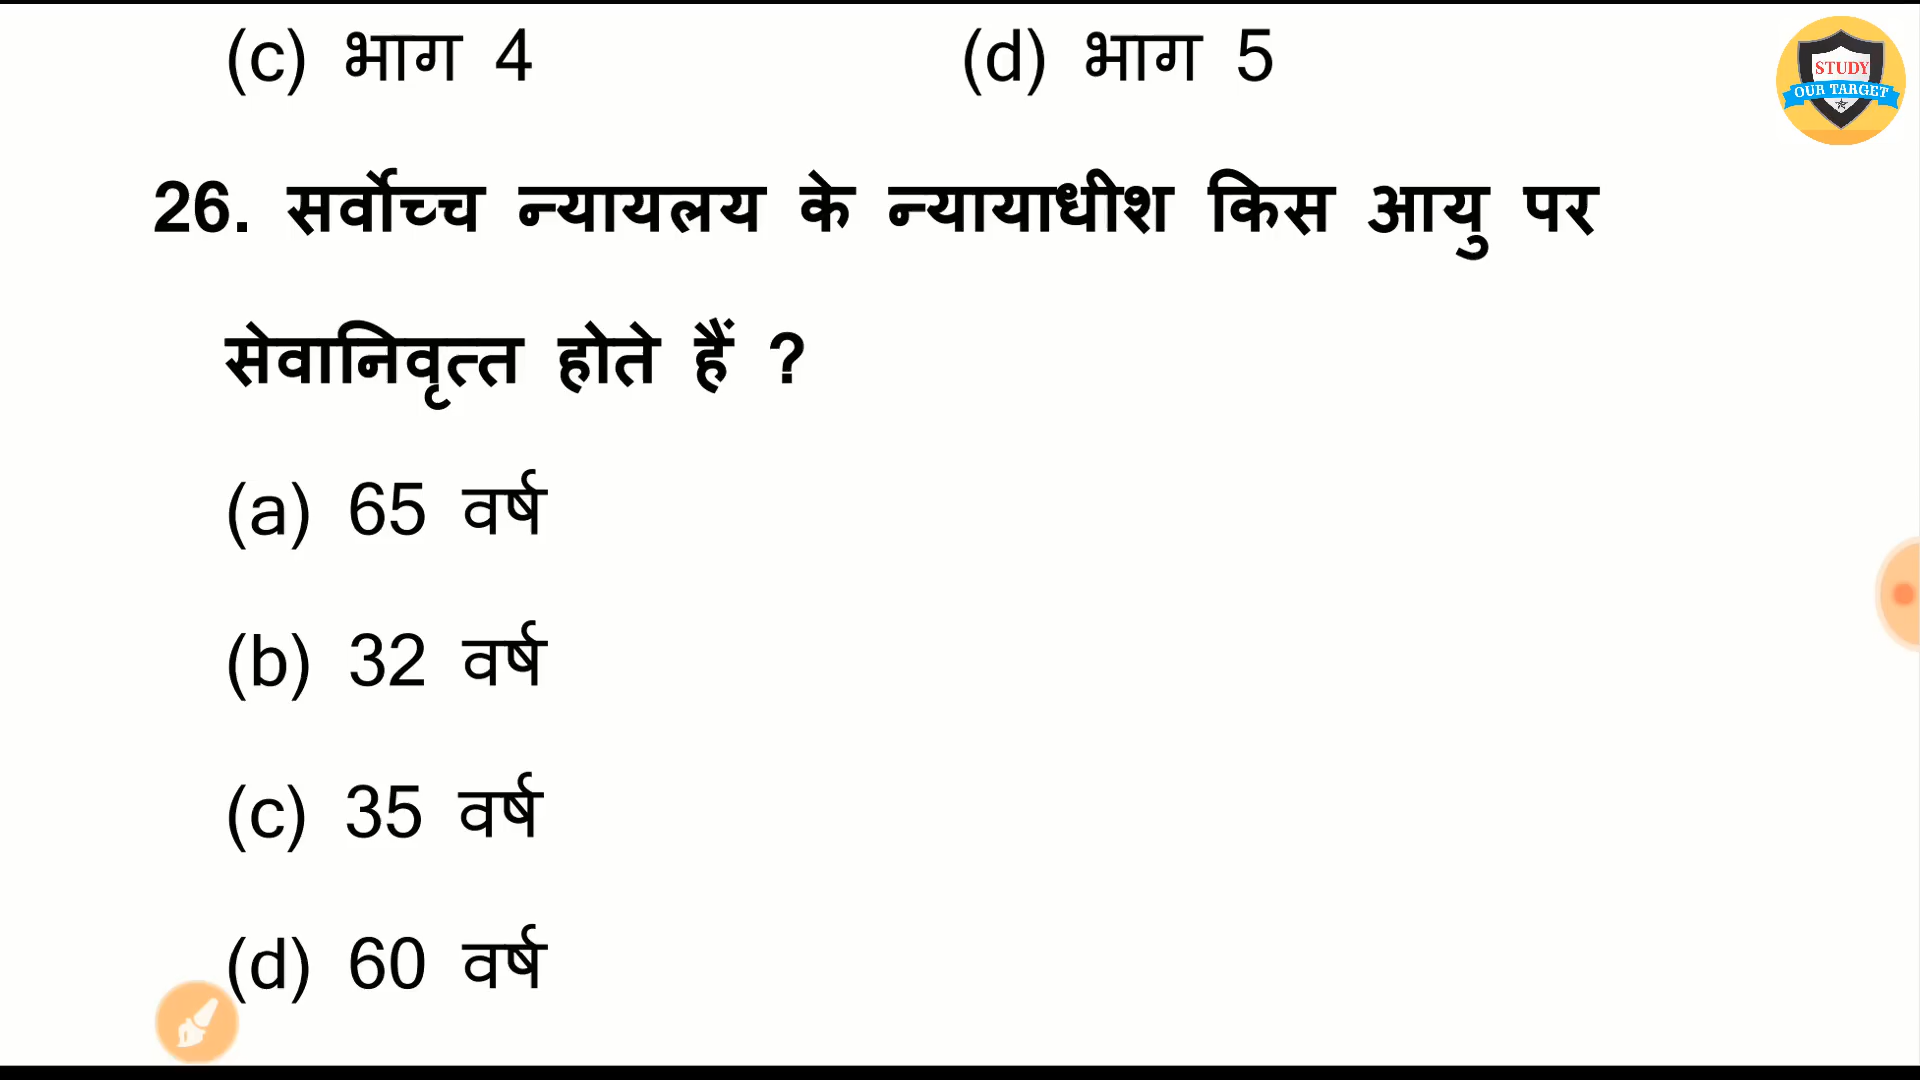 (c) भाग 4 (d) भाग 5
STUDY
OUR TARGET
26. सर्वोच्च न्यायलय के न्यायाधीश किस आयु पर
सेवानिवृत्त होते हैं ?
(a) 65 वर्ष
(b) 32 वर्ष
(c) 35 वर्ष
(d) 60 वर्ष